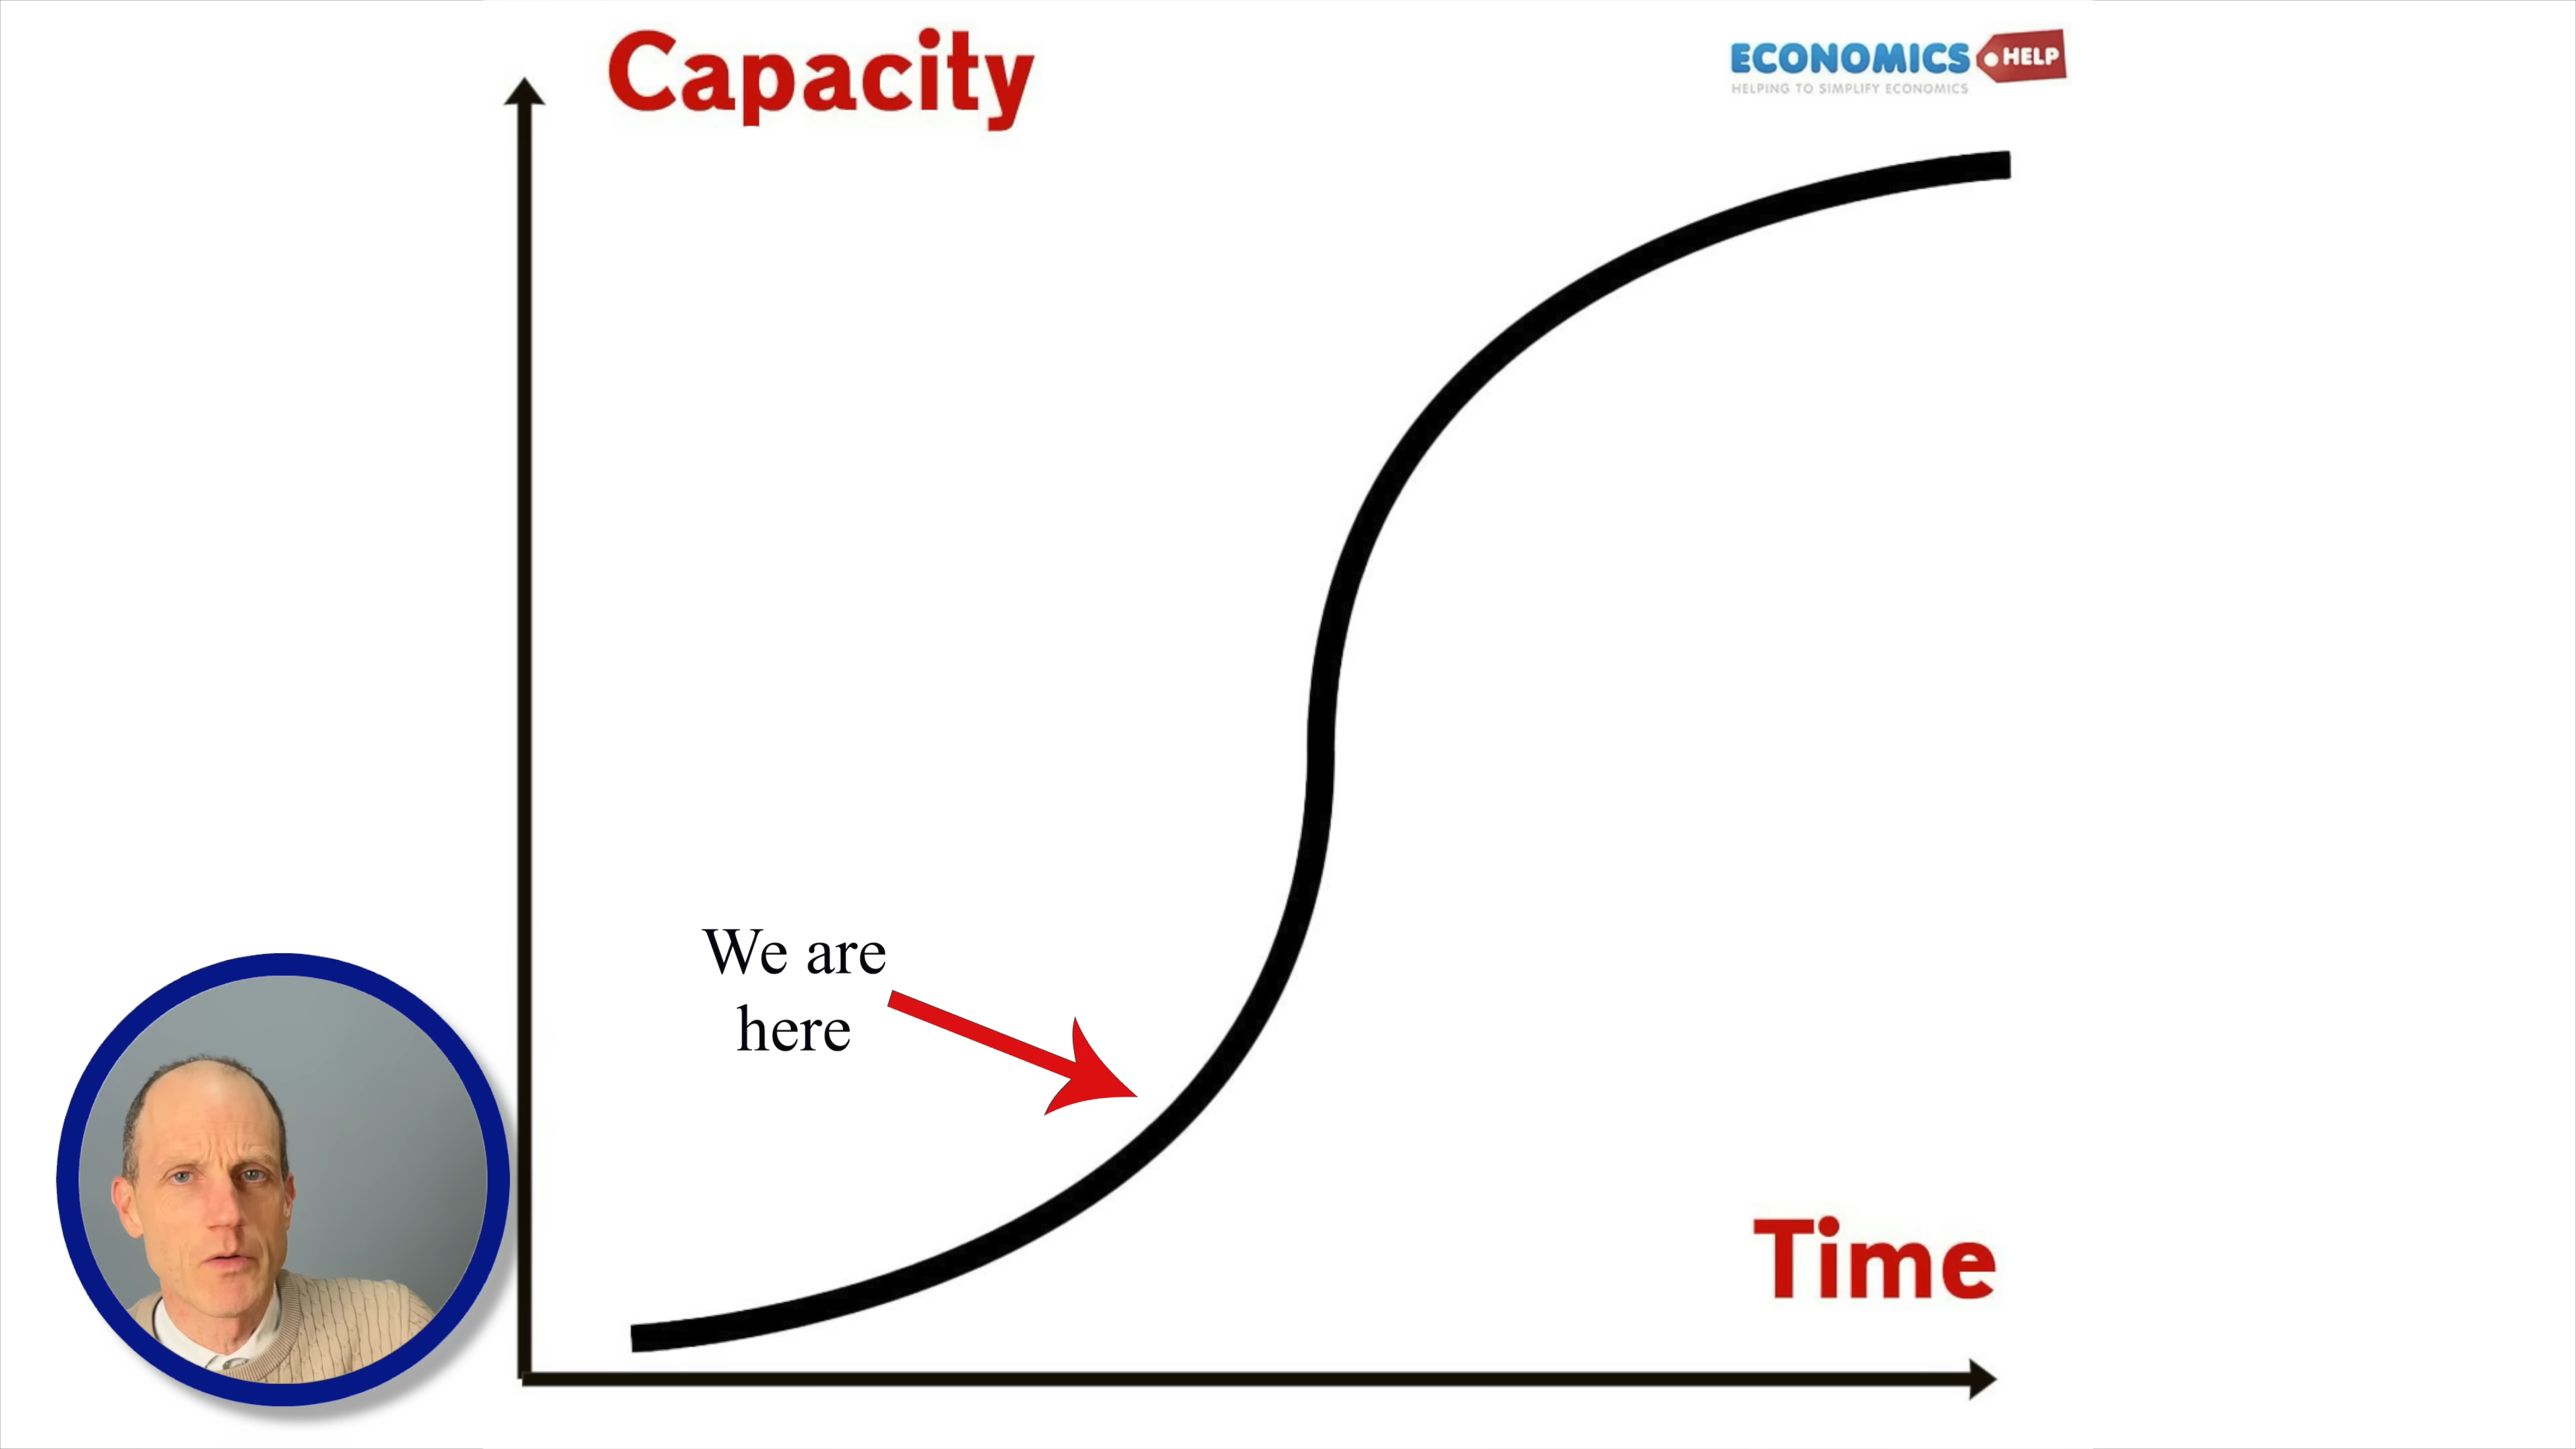 Capacity
ECONOMICS HELP
HELPING TO SIMPLIFY ECONOMICS
We are
here
Time